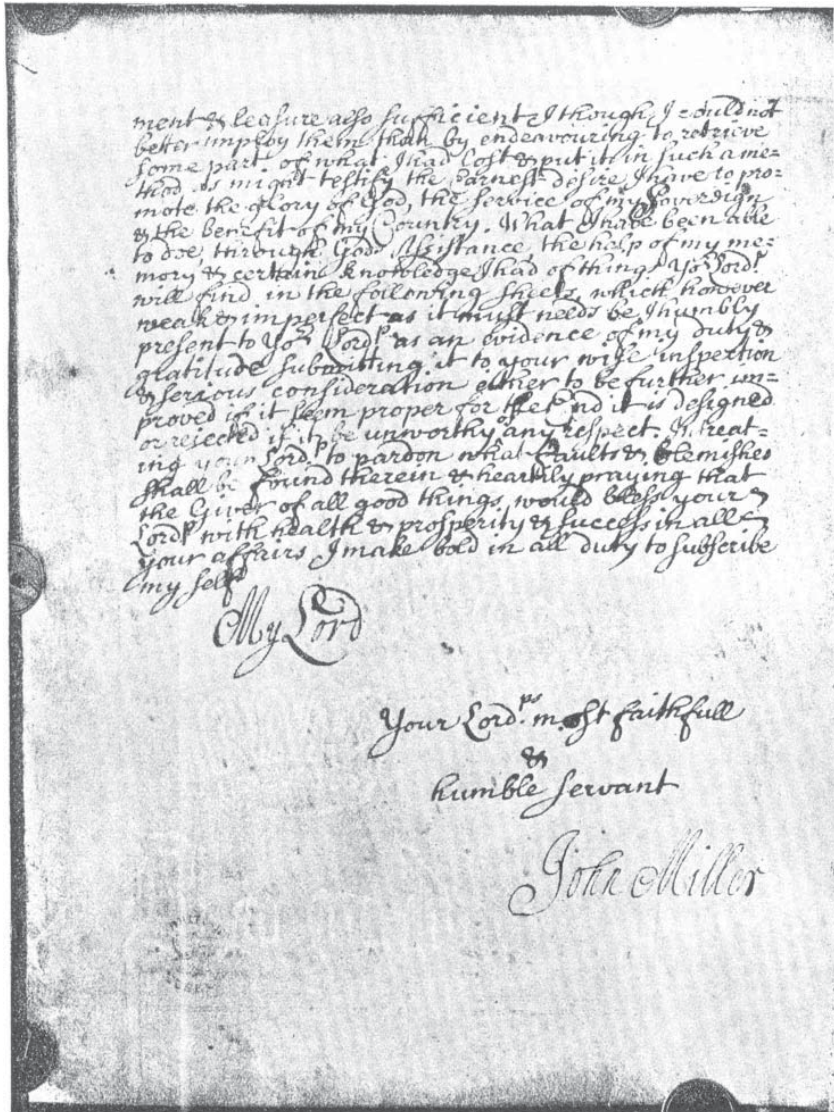 ment & leasure also sufficient I though I could not
better imploy them than by endeavouring to retrieve
some part of what I had lost & put it in such a me=
thod as might testify the earnest desire I have to pro=
mote the glory of God, the service of my Sovereign
& the benefit of my Country. What I have been able
to doe, through Gods Assistance, the help of my me=
mory & certain knowledge I had of things Yor Lordp
will find in the following sheets, which however
weak & imperfect as it must needs be I humbly
present to Yor Lordp as an evidence of my duty &
gratitude submitting it to your wise inspection
& serious consideration either to be further im=
proved if it seem proper for the End it is designed
or rejected if it be unworthy of any respect. Intreat=
ing your Lordp to pardon what Faults & blemishes
shall be found therein & heartily praying that
the Giver of all good things would bless your
Lordp with health & prosperity & success in all
your affairs I make bold in all duty to subscribe
my self
My Lord
Your Lordps most faithfull
&
humble servant
John Miller